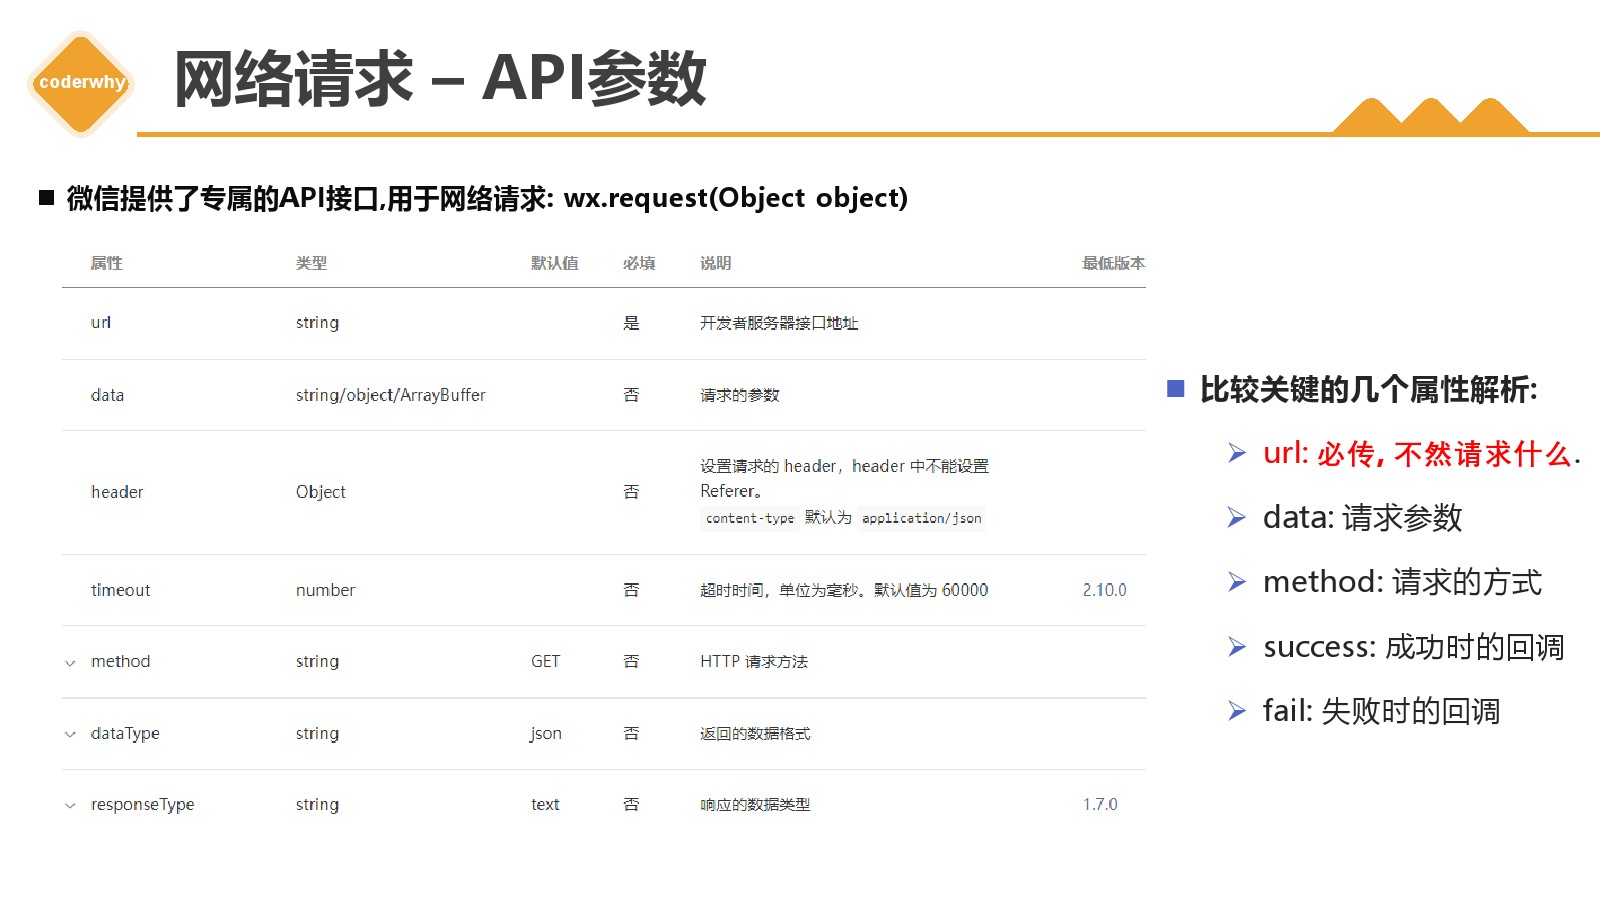 coderwhy
网络请求 – API参数
微信提供了专属的API接口,用于网络请求: wx.request(Object object)
属性 类型 默认值 必填 说明 最低版本
url string 是 开发者服务器接口地址
data string/object/ArrayBuffer 否 请求的参数
header Object 否 设置请求的 header，header 中不能设置
Referer。
content-type 默认为 application/json
timeout number 否 超时时间，单位为毫秒。默认值为 60000 2.10.0
method string GET 否 HTTP 请求方法
dataType string json 否 返回的数据格式
responseType string text 否 响应的数据类型 1.7.0
比较关键的几个属性解析:
url: 必传, 不然请求什么.
data: 请求参数
method: 请求的方式
success: 成功时的回调
fail: 失败时的回调